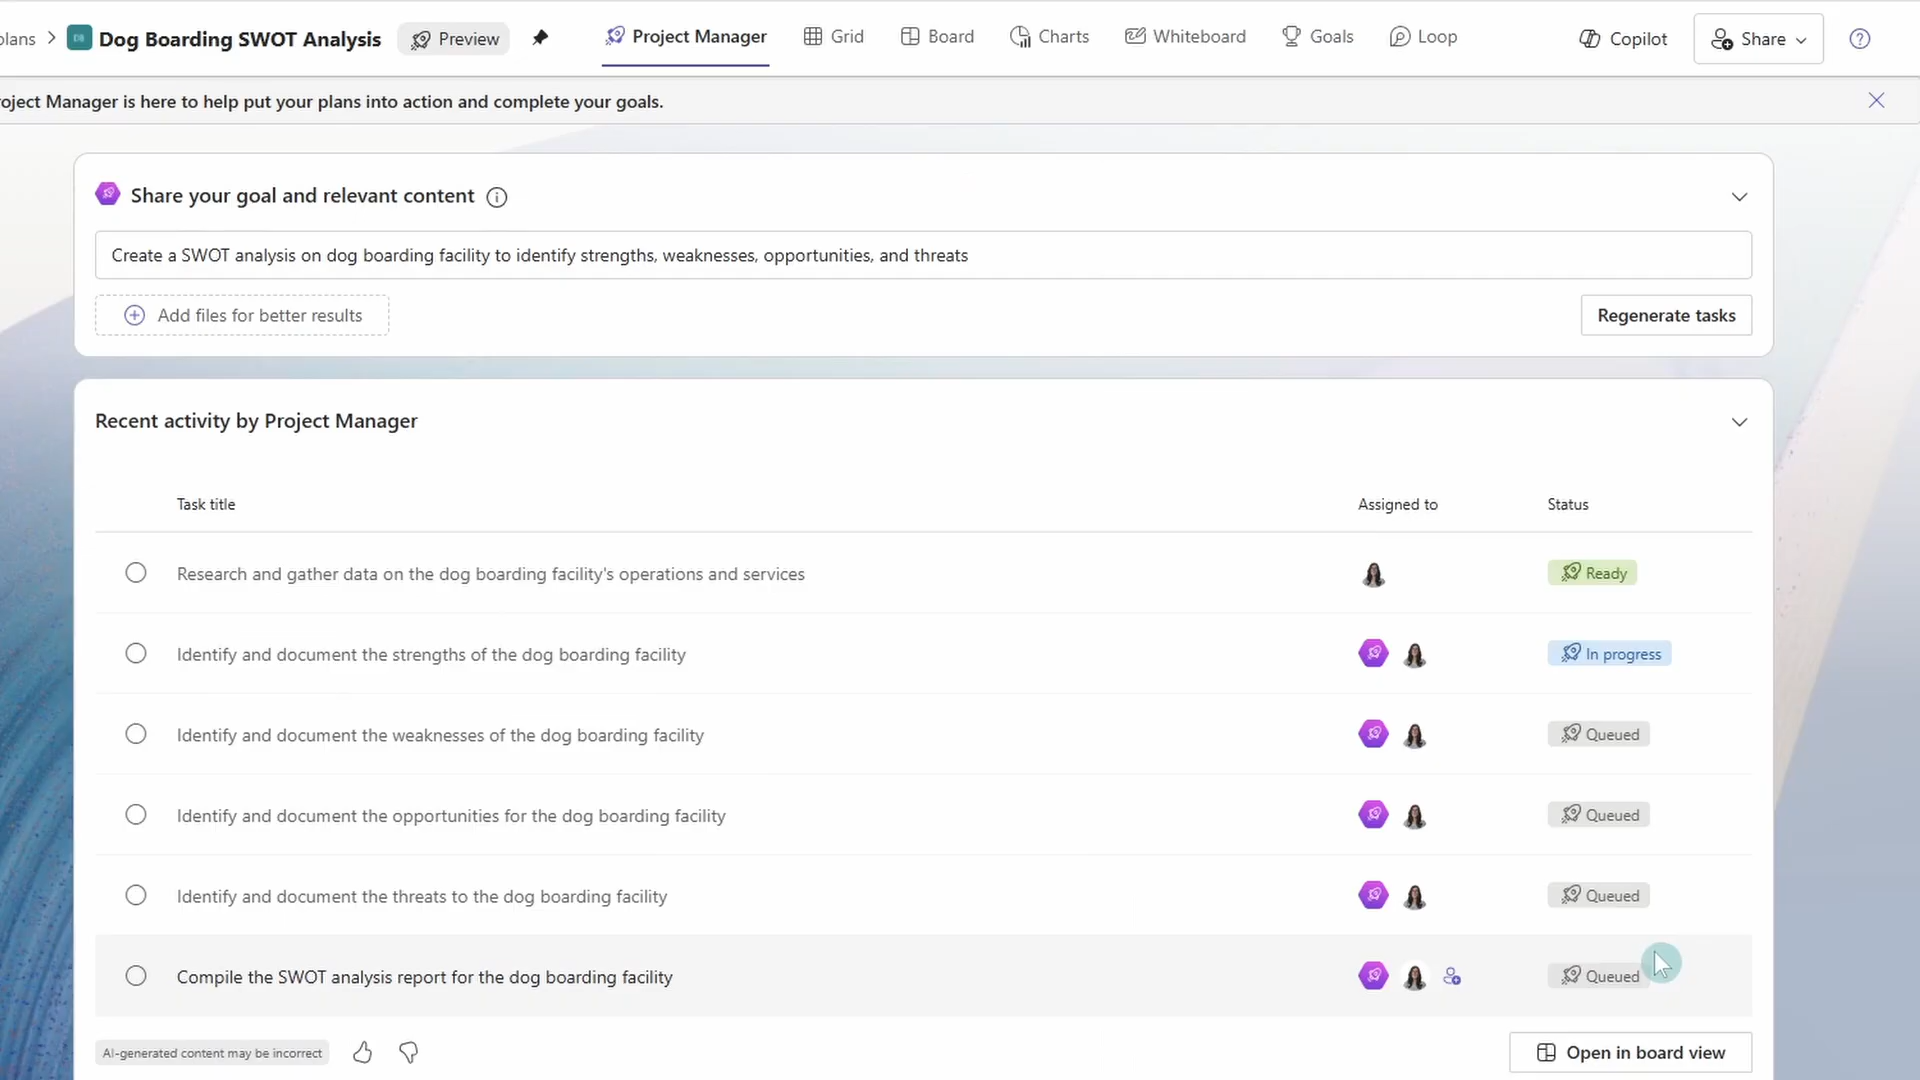 plans > Dog Boarding SWOT Analysis Preview Project Manager Grid Board Charts Whiteboard Goals Loop Copilot Share
oject Manager is here to help put your plans into action and complete your goals.
Share your goal and relevant content
Create a SWOT analysis on dog boarding facility to identify strengths, weaknesses, opportunities, and threats
Add files for better results Regenerate tasks
Recent activity by Project Manager
Task title Assigned to Status
Research and gather data on the dog boarding facility's operations and services Ready
Identify and document the strengths of the dog boarding facility In progress
Identify and document the weaknesses of the dog boarding facility Queued
Identify and document the opportunities for the dog boarding facility Queued
Identify and document the threats to the dog boarding facility Queued
Compile the SWOT analysis report for the dog boarding facility Queued
AI-generated content may be incorrect Open in board view